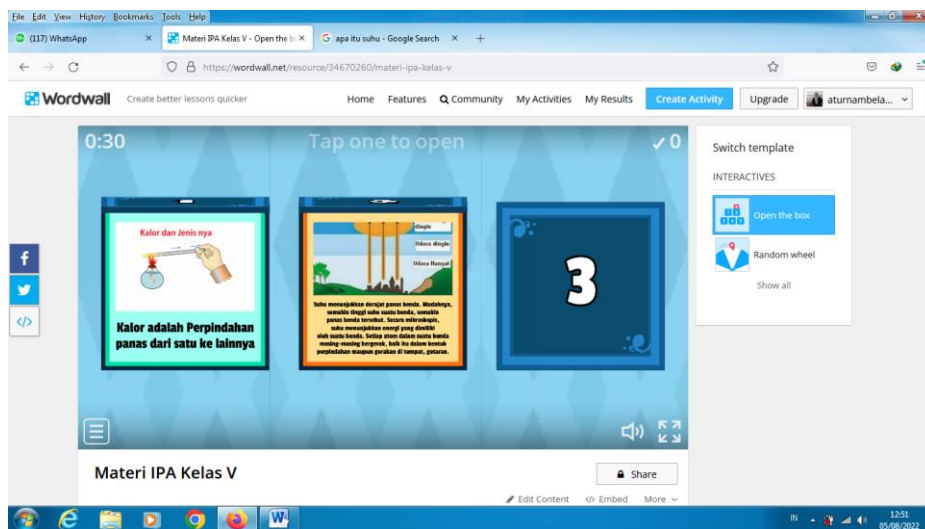 File Edit View History Bookmarks Tools Help
(117) WhatsApp
Materi IPA Kelas V - Open the b
apa itu suhu - Google Search
https://wordwall.net/resource/34670260/materi-ipa-kelas-v
Wordwall
Create better lessons quicker
Home Features Community My Activities My Results Create Activity Upgrade aturnambela...
0:30
Tap one to open
0
Kalor dan Jenis nya
Kalor adalah Perpindahan
panas dari satu ke lainnya
dingin
Udara dingin
Udara Hangat
Suhu menunjukkan derajat panas benda. Mudahnya,
semakin tinggi suhu suatu benda, semakin
panas benda tersebut. Secara mikroskopis,
suhu menunjukkan energi yang dimiliki
oleh suatu benda. Setiap atom dalam suatu benda
masing-masing bergerak, baik itu dalam bentuk
perpindahan maupun gerakan di tempat, getaran.
3
Switch template
INTERACTIVES
Open the box
Random wheel
Show all
Materi IPA Kelas V
Share
Edit Content
Embed
More
IN
12:51
05/08/2022